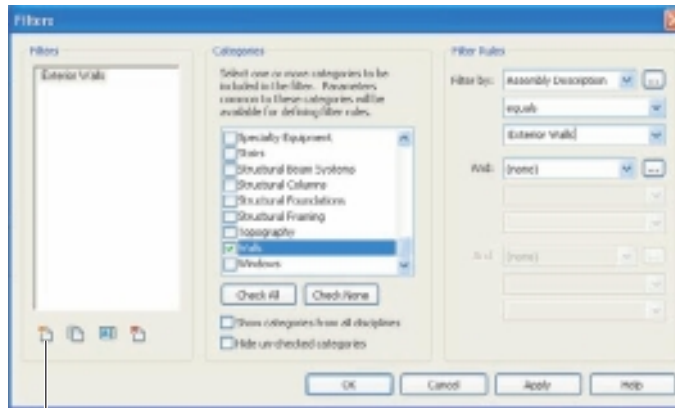 Filters
Filters
Exterior Walls
Categories
Select one or more categories to be
included in the filter. Parameters
common to these categories will be
available for defining filter rules.
Specialty Equipment
Stairs
Structural Beam Systems
Structural Columns
Structural Foundations
Structural Framing
Topography
Walls
Windows
Check All
Check None
Show categories from all disciplines
Hide un-checked categories
Filter Rules
Filter by:
Assembly Description
...
equals
Exterior Walls
And:
(none)
...
And:
(none)
...
OK
Cancel
Apply
Help